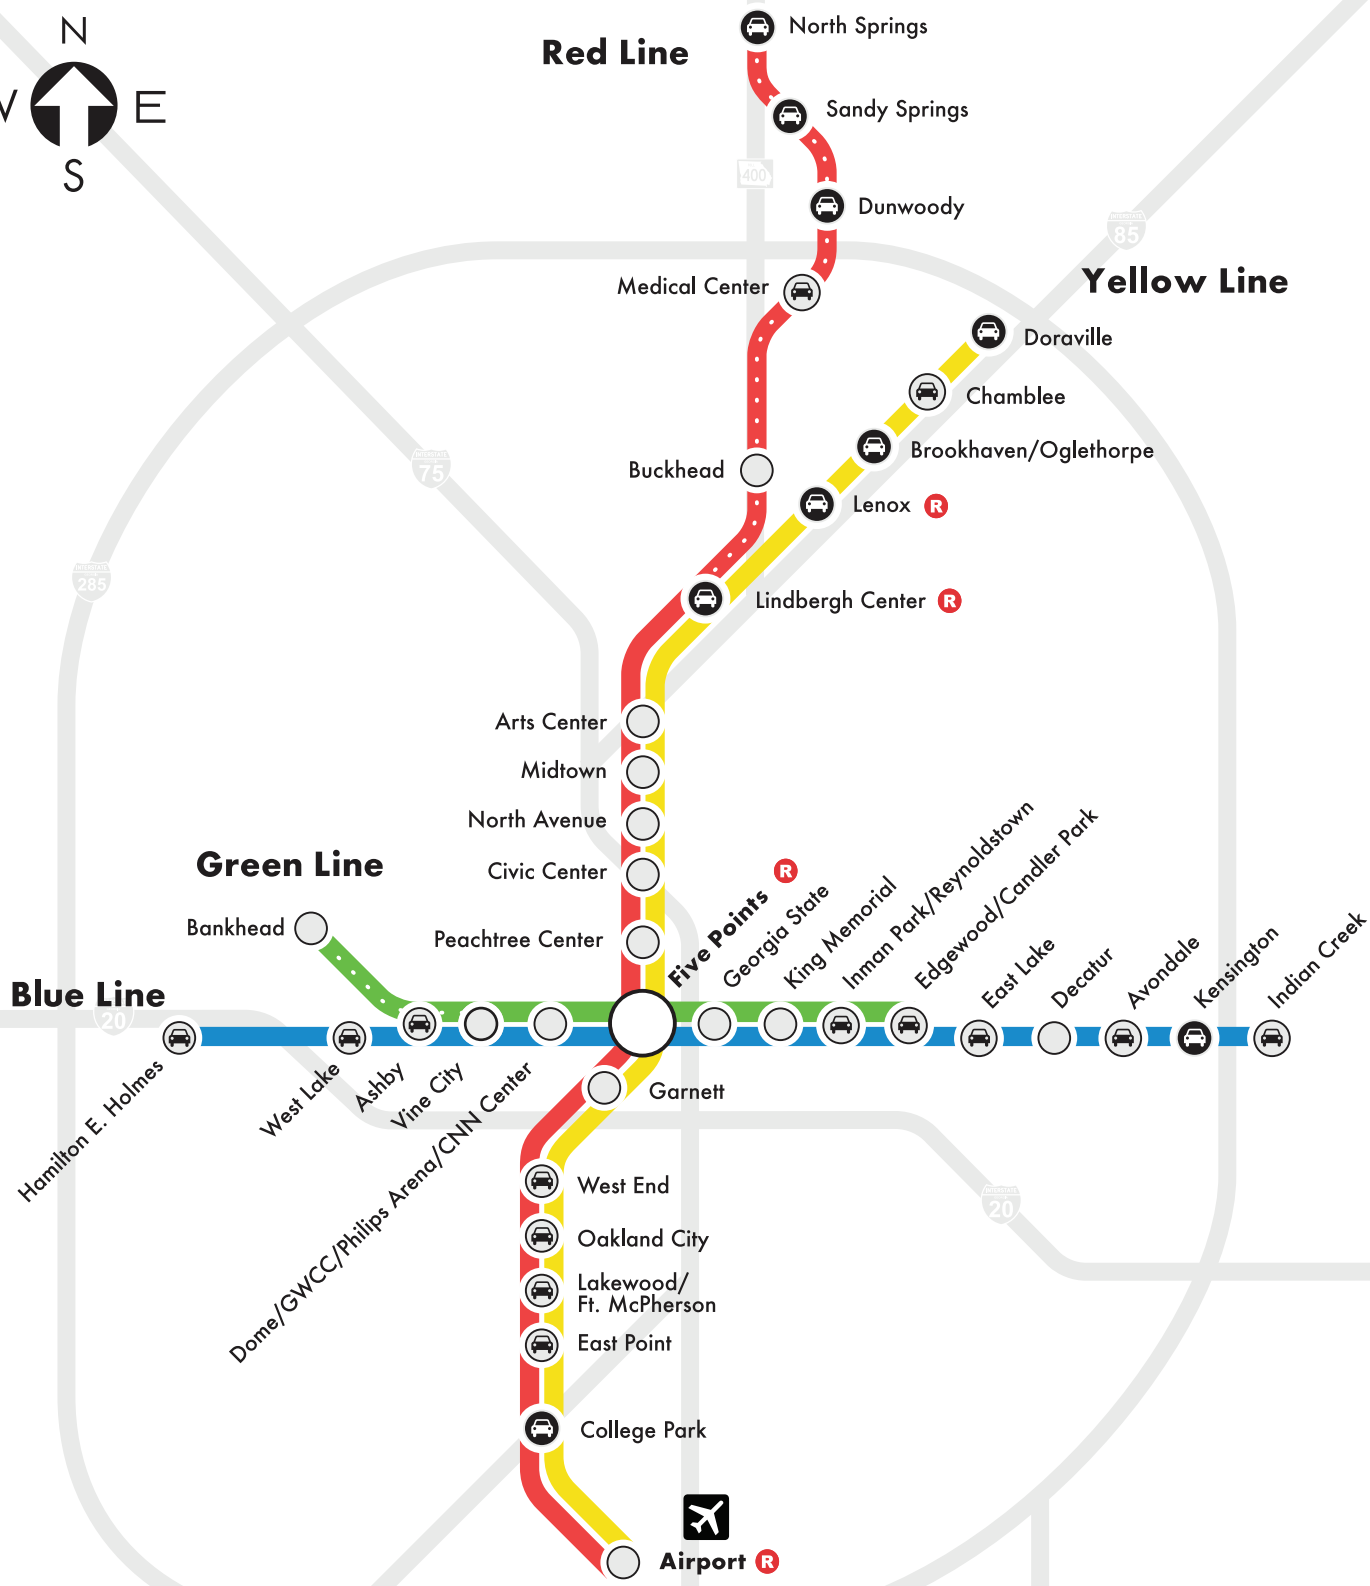 N
Red Line
North Springs
W
E
Sandy Springs
S
400
Dunwoody
INTERSTATE
85
Medical Center
Yellow Line
Doraville
Chamblee
Brookhaven/Oglethorpe
INTERSTATE
75
Buckhead
Lenox R
INTERSTATE
285
Lindbergh Center R
Arts Center
Midtown
North Avenue
Green Line
Civic Center
R
Bankhead
Peachtree Center
Five Points
Georgia State
King Memorial
Inman Park/Reynoldstown
Edgewood/Candler Park
East Lake
Decatur
Avondale
Kensington
Indian Creek
Blue Line
20
Hamilton E. Holmes
West Lake
Ashby
Vine City
Dome/GWCC/Philips Arena/CNN Center
Garnett
West End
INTERSTATE
20
Oakland City
Lakewood/
Ft. McPherson
East Point
College Park
Airport R